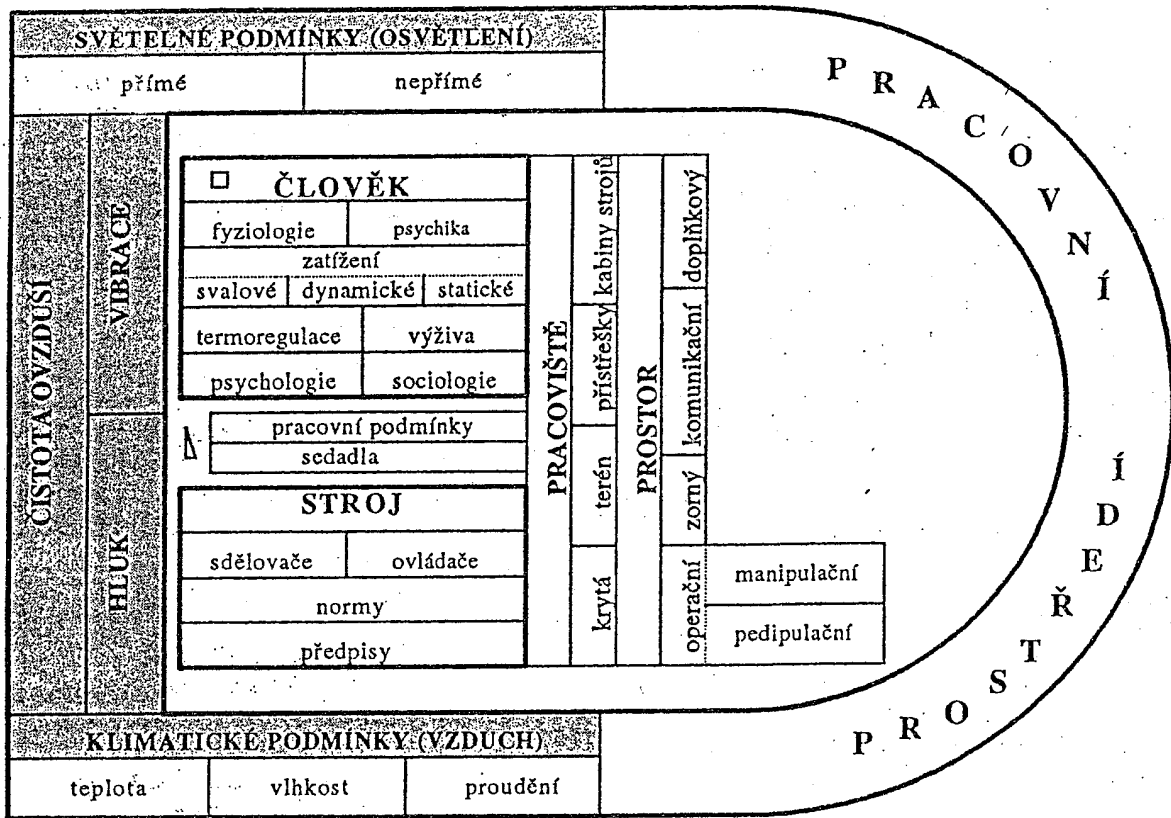 SVĚTELNÉ PODMÍNKY (OSVĚTLENÍ)
přímé nepřímé
PRACOVNÍ PROSTŘEDÍ
ČISTOTA OVZDUŠÍ
VIBRACE
HLUK
ČLOVĚK
fyziologie psychika
zatížení
svalové dynamické statické
termoregulace výživa
psychologie sociologie
pracovní podmínky
sedadla
STROJ
sdělovače ovládače
normy
předpisy
PRACOVIŠTĚ
kabiny strojů
přístřešky
terén
krytá
PROSTOR
doplňkový
komunikační
zorný
operační
manipulační
pedipulační
KLIMATICKÉ PODMÍNKY (VZDUCH)
teplota vlhkost proudění